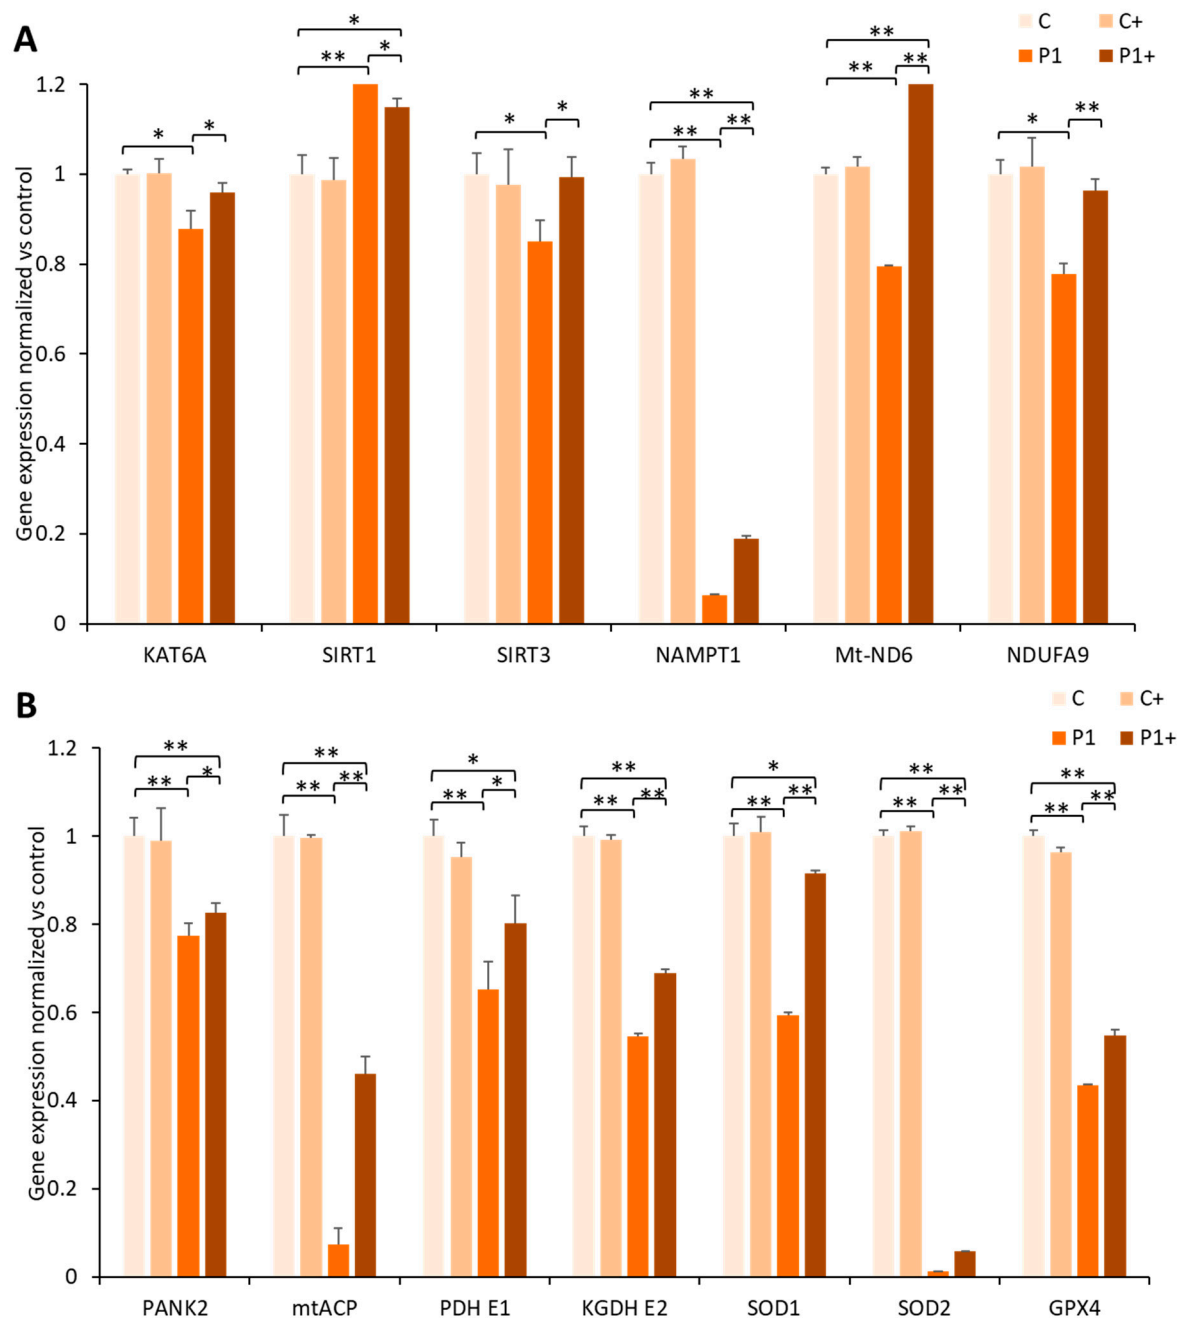 A
C C+
P1 P1+
* * * ** * * * ** ** ** ** ** ** * **
Gene expression normalized vs control
1.2
1
0.8
0.6
0.4
0.2
0
KAT6A SIRT1 SIRT3 NAMPT1 Mt-ND6 NDUFA9
B
C C+
P1 P1+
** ** * ** ** ** * ** * ** ** ** * ** ** ** ** ** ** ** **
Gene expression normalized vs control
1.2
1
0.8
0.6
0.4
0.2
0
PANK2 mtACP PDH E1 KGDH E2 SOD1 SOD2 GPX4